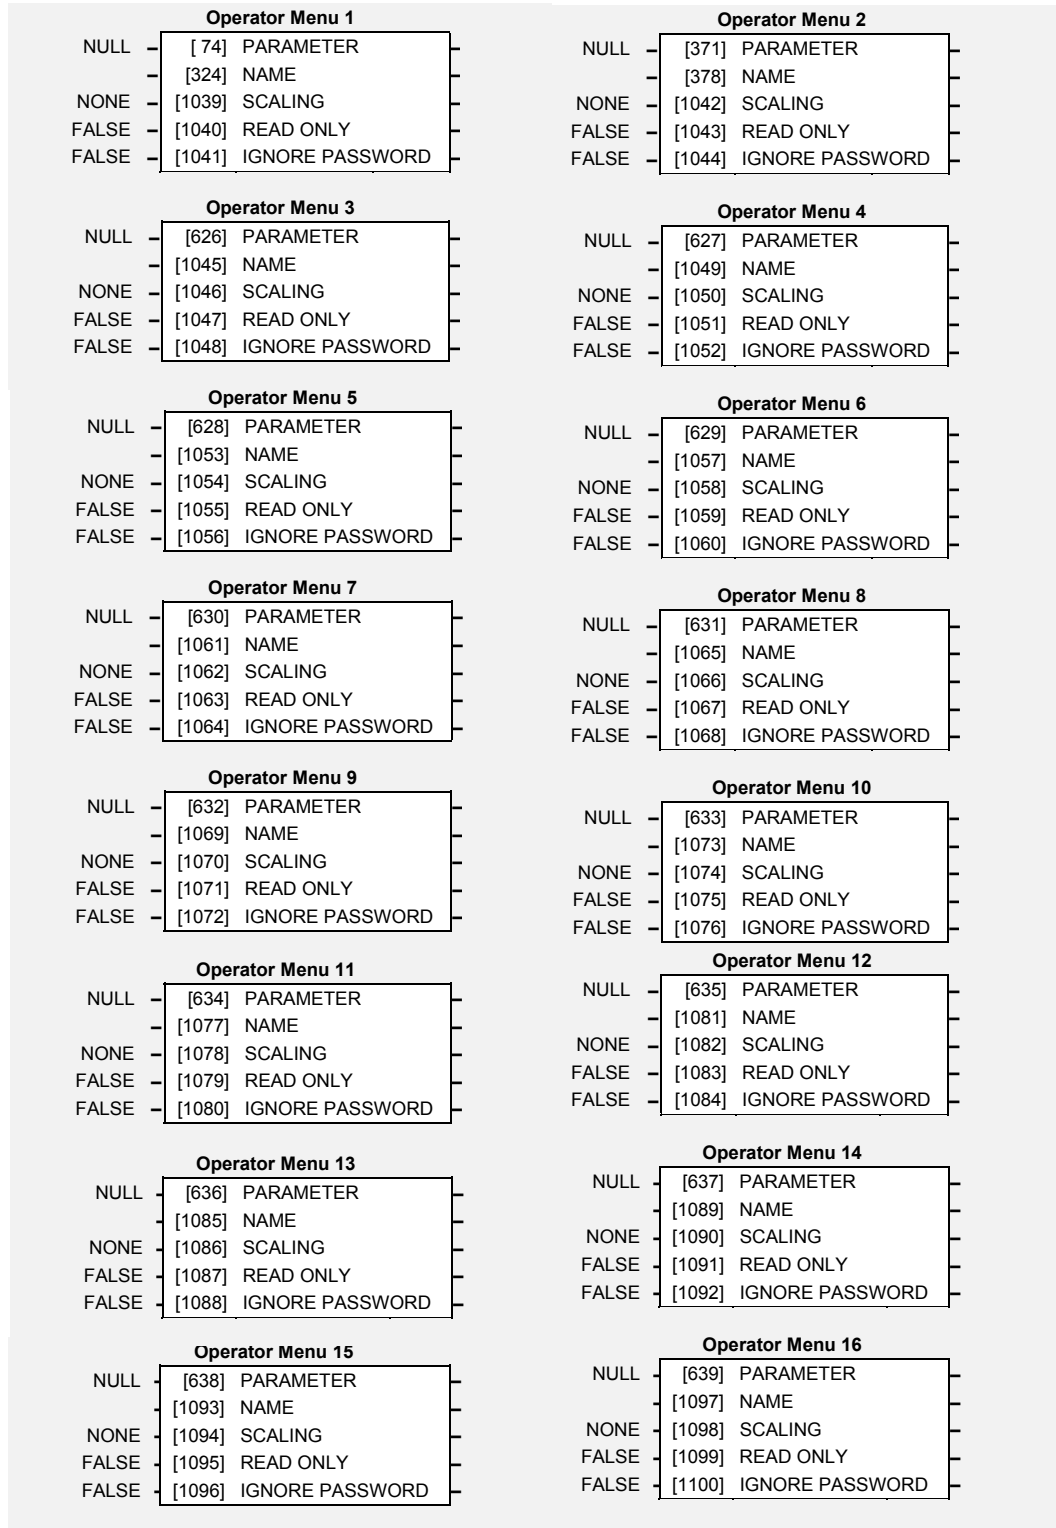 Operator Menu 1
NULL – [ 74] PARAMETER –
– [324] NAME –
NONE – [1039] SCALING –
FALSE – [1040] READ ONLY –
FALSE – [1041] IGNORE PASSWORD –
Operator Menu 2
NULL – [371] PARAMETER –
– [378] NAME –
NONE – [1042] SCALING –
FALSE – [1043] READ ONLY –
FALSE – [1044] IGNORE PASSWORD –
Operator Menu 3
NULL – [626] PARAMETER –
– [1045] NAME –
NONE – [1046] SCALING –
FALSE – [1047] READ ONLY –
FALSE – [1048] IGNORE PASSWORD –
Operator Menu 4
NULL – [627] PARAMETER –
– [1049] NAME –
NONE – [1050] SCALING –
FALSE – [1051] READ ONLY –
FALSE – [1052] IGNORE PASSWORD –
Operator Menu 5
NULL – [628] PARAMETER –
– [1053] NAME –
NONE – [1054] SCALING –
FALSE – [1055] READ ONLY –
FALSE – [1056] IGNORE PASSWORD –
Operator Menu 6
NULL – [629] PARAMETER –
– [1057] NAME –
NONE – [1058] SCALING –
FALSE – [1059] READ ONLY –
FALSE – [1060] IGNORE PASSWORD –
Operator Menu 7
NULL – [630] PARAMETER –
– [1061] NAME –
NONE – [1062] SCALING –
FALSE – [1063] READ ONLY –
FALSE – [1064] IGNORE PASSWORD –
Operator Menu 8
NULL – [631] PARAMETER –
– [1065] NAME –
NONE – [1066] SCALING –
FALSE – [1067] READ ONLY –
FALSE – [1068] IGNORE PASSWORD –
Operator Menu 9
NULL – [632] PARAMETER –
– [1069] NAME –
NONE – [1070] SCALING –
FALSE – [1071] READ ONLY –
FALSE – [1072] IGNORE PASSWORD –
Operator Menu 10
NULL – [633] PARAMETER –
– [1073] NAME –
NONE – [1074] SCALING –
FALSE – [1075] READ ONLY –
FALSE – [1076] IGNORE PASSWORD –
Operator Menu 11
NULL – [634] PARAMETER –
– [1077] NAME –
NONE – [1078] SCALING –
FALSE – [1079] READ ONLY –
FALSE – [1080] IGNORE PASSWORD –
Operator Menu 12
NULL – [635] PARAMETER –
– [1081] NAME –
NONE – [1082] SCALING –
FALSE – [1083] READ ONLY –
FALSE – [1084] IGNORE PASSWORD –
Operator Menu 13
NULL – [636] PARAMETER –
– [1085] NAME –
NONE – [1086] SCALING –
FALSE – [1087] READ ONLY –
FALSE – [1088] IGNORE PASSWORD –
Operator Menu 14
NULL – [637] PARAMETER –
– [1089] NAME –
NONE – [1090] SCALING –
FALSE – [1091] READ ONLY –
FALSE – [1092] IGNORE PASSWORD –
Operator Menu 15
NULL – [638] PARAMETER –
– [1093] NAME –
NONE – [1094] SCALING –
FALSE – [1095] READ ONLY –
FALSE – [1096] IGNORE PASSWORD –
Operator Menu 16
NULL – [639] PARAMETER –
– [1097] NAME –
NONE – [1098] SCALING –
FALSE – [1099] READ ONLY –
FALSE – [1100] IGNORE PASSWORD –